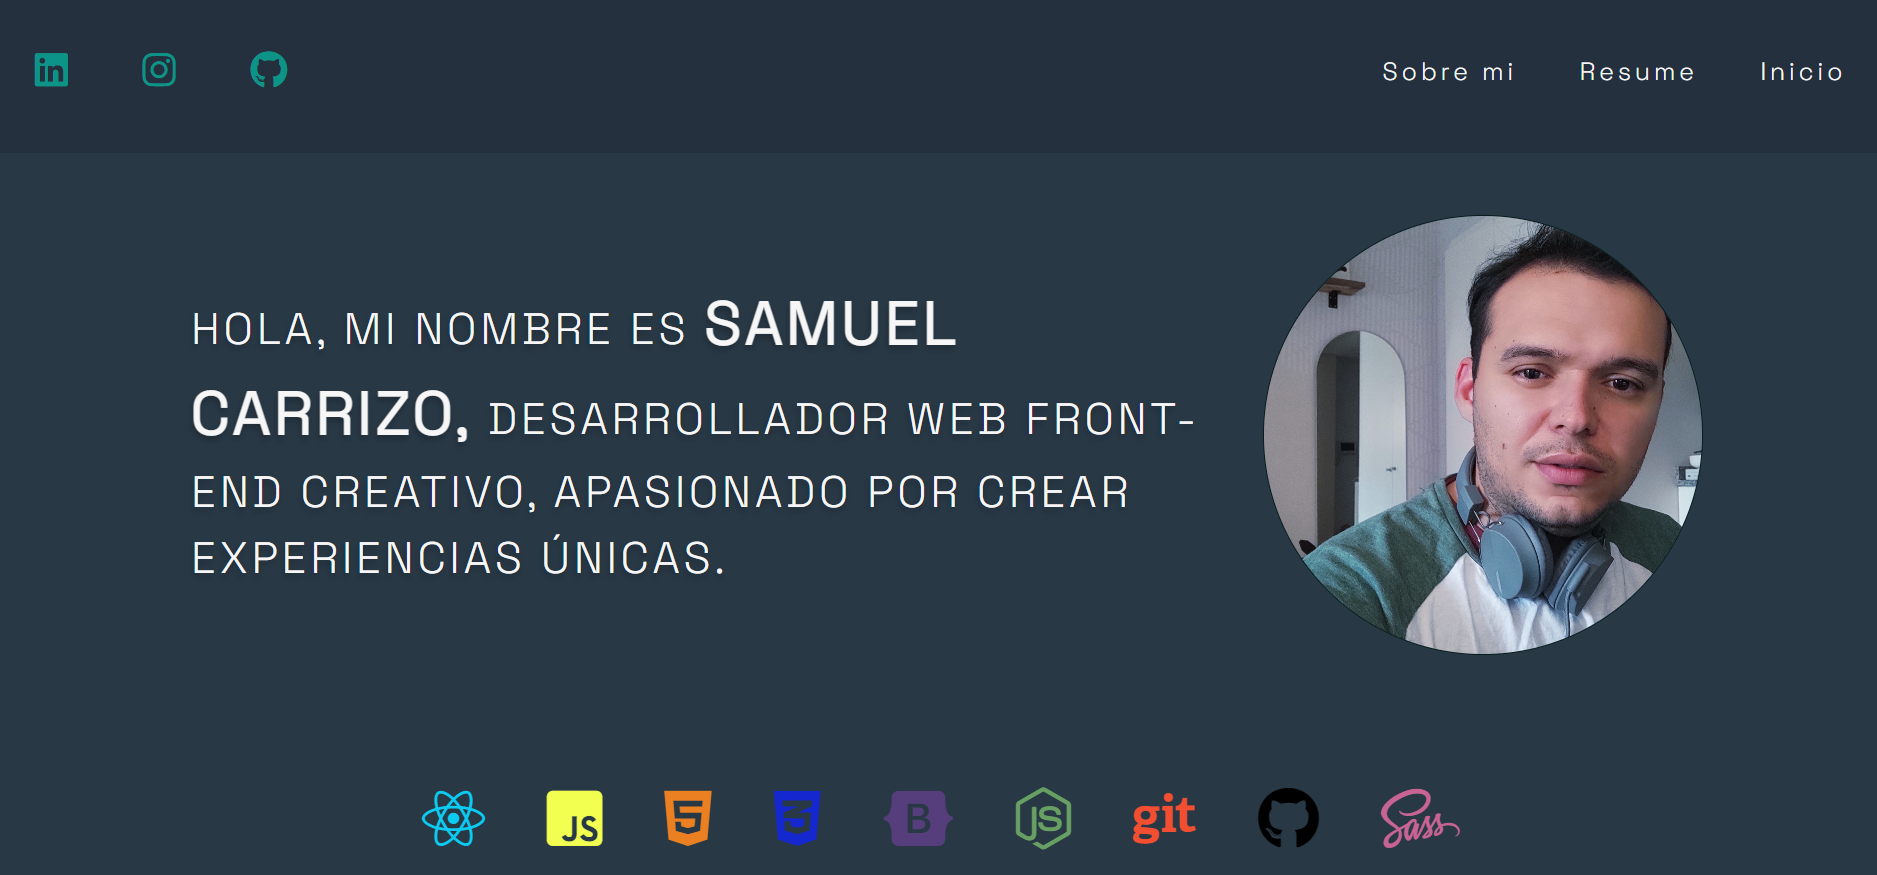 in
Sobre mi Resume Inicio
HOLA, MI NOMBRE ES SAMUEL
CARRIZO, DESARROLLADOR WEB FRONT-
END CREATIVO, APASIONADO POR CREAR
EXPERIENCIAS ÚNICAS.
JS 5 3 B JS git Sass